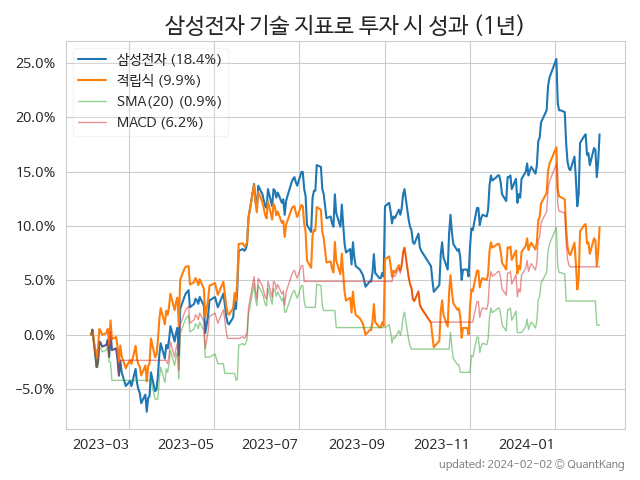 삼성전자 기술 지표로 투자 시 성과 (1년)
삼성전자 (18.4%)
적립식 (9.9%)
SMA(20) (0.9%)
MACD (6.2%)
25.0%
20.0%
15.0%
10.0%
5.0%
0.0%
−5.0%
2023-03 2023-05 2023-07 2023-09 2023-11 2024-01
updated: 2024-02-02 © QuantKang